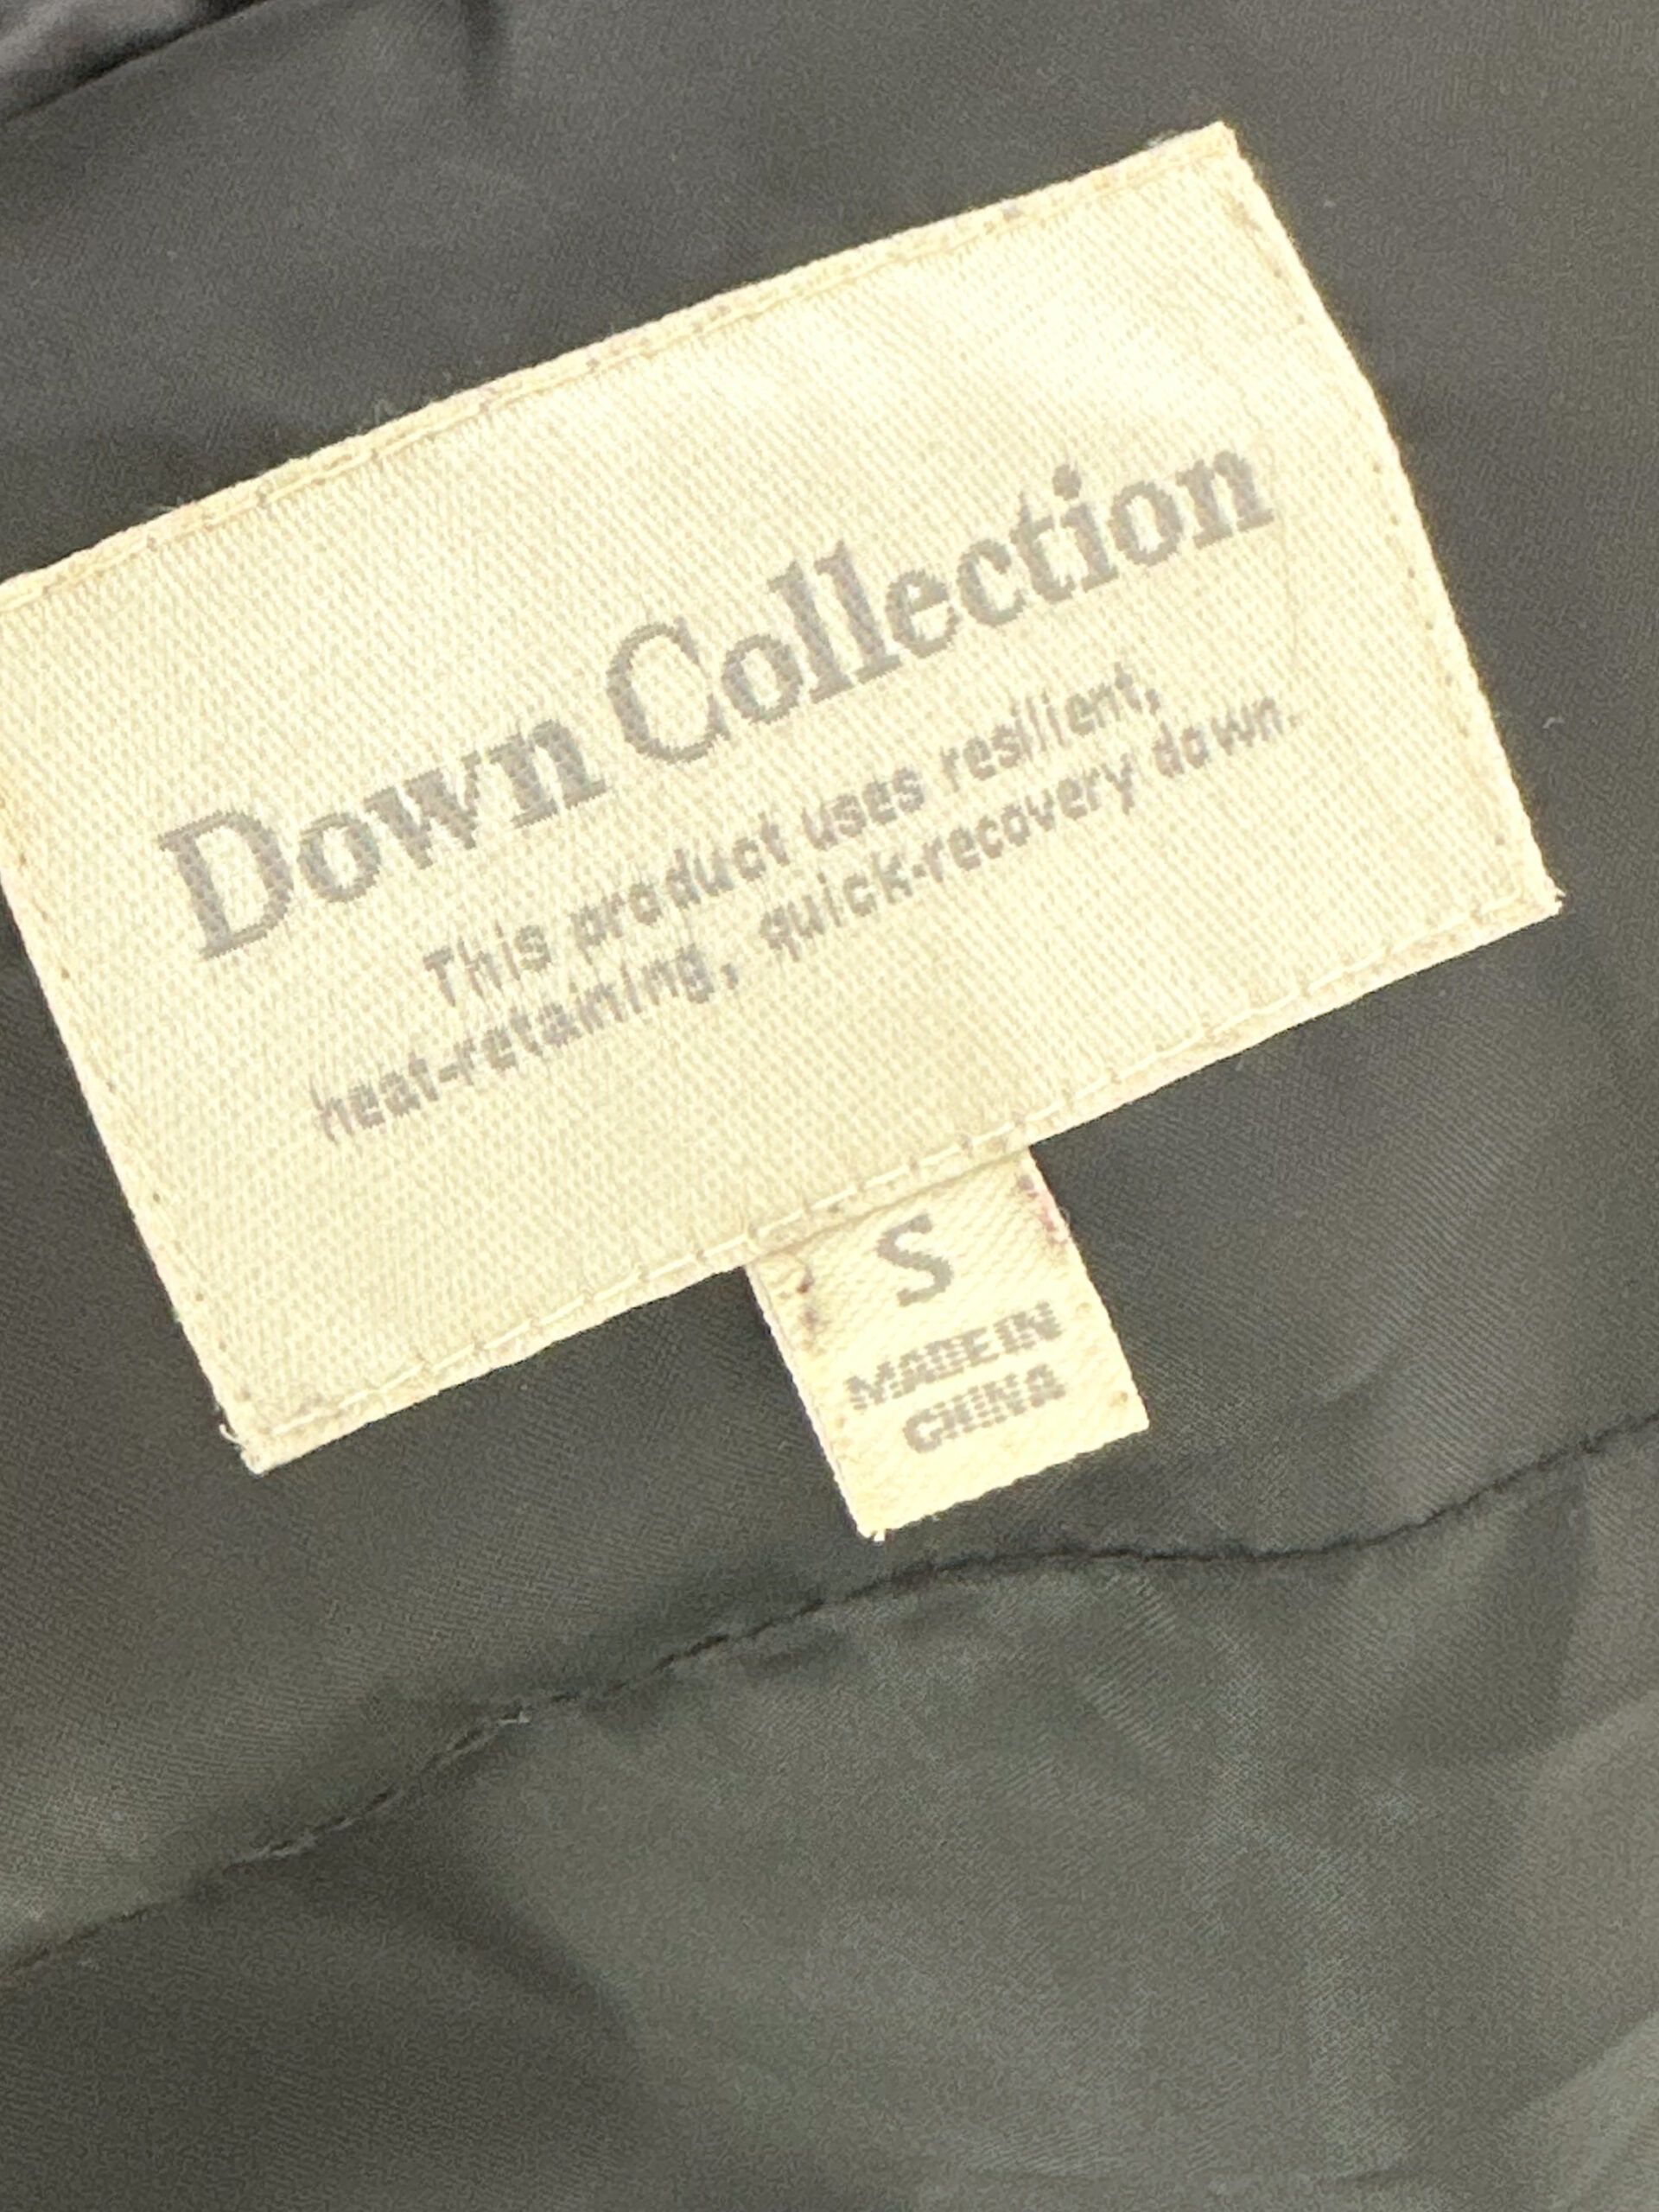 Down Collection
This product uses resilient,
heat-retaining, quick-recovery down.
S
MADE IN
CHINA